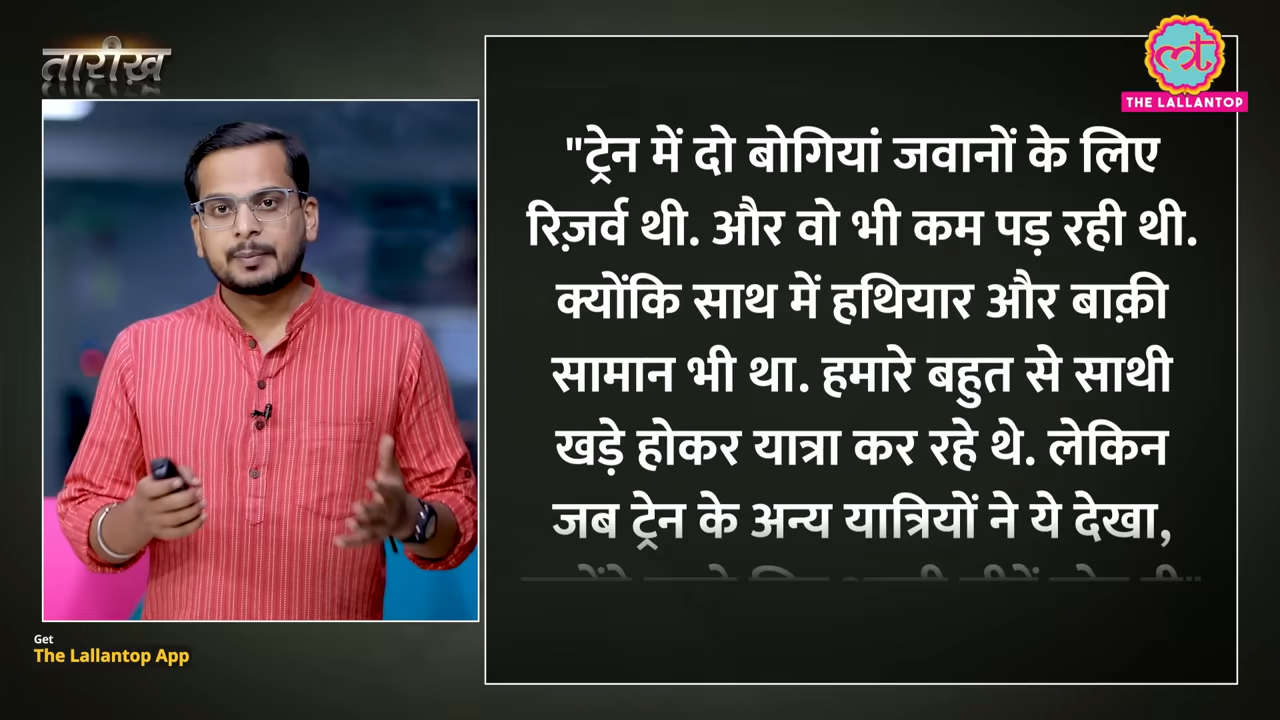 तारीख़
THE LALLANTOP
"ट्रेन में दो बोगियां जवानों के लिए
रिज़र्व थी. और वो भी कम पड़ रही थी.
क्योंकि साथ में हथियार और बाक़ी
सामान भी था. हमारे बहुत से साथी
खड़े होकर यात्रा कर रहे थे. लेकिन
जब ट्रेन के अन्य यात्रियों ने ये देखा,
Get
The Lallantop App